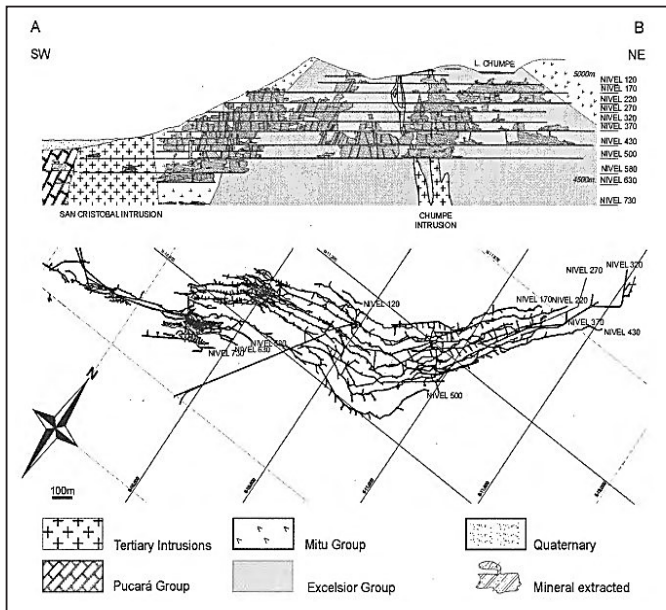 A
B
SW
NE
L. CHUMPE
5000m
NIVEL 120
NIVEL 170
NIVEL 220
NIVEL 270
NIVEL 320
NIVEL 370
NIVEL 430
NIVEL 500
NIVEL 580
4500m
NIVEL 630
NIVEL 730
SAN CRISTOBAL INTRUSION
CHUMPE
INTRUSION
NIVEL 320
NIVEL 270
NIVEL 120
NIVEL 170
NIVEL 220
NIVEL 370
NIVEL 430
NIVEL 730
NIVEL 630
NIVEL 500
N
100m
Tertiary Intrusions
Mitu Group
Quaternary
Pucará Group
Excelsior Group
Mineral extracted